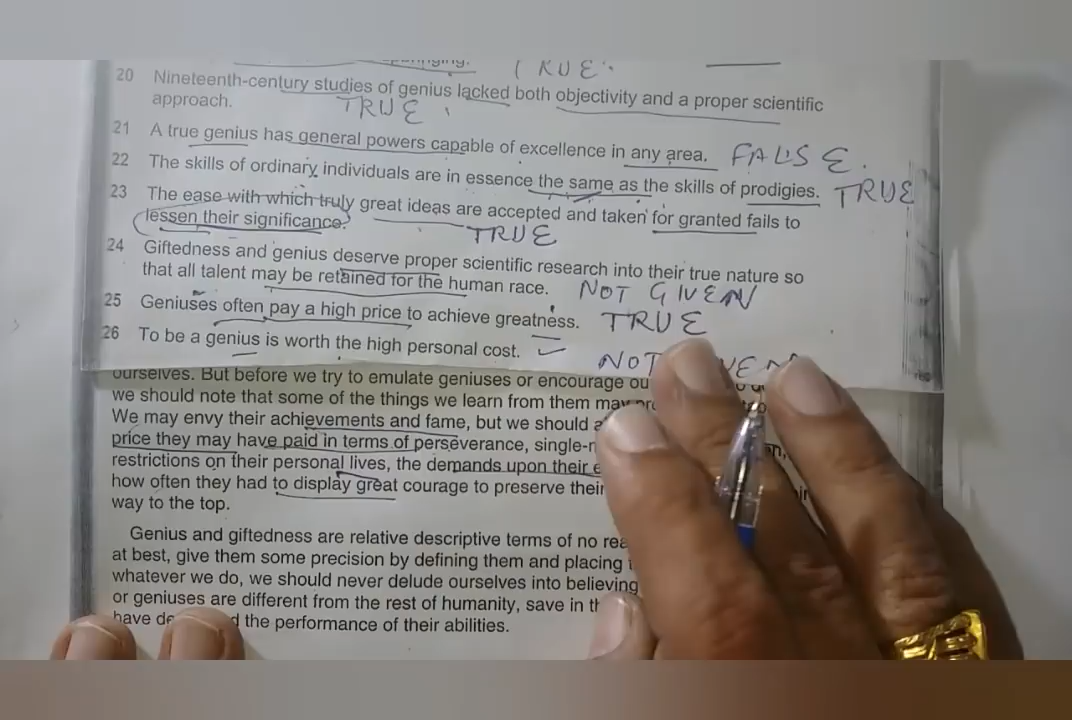 TRUE.
20 Nineteenth-century studies of genius lacked both objectivity and a proper scientific
approach. TRUE.
21 A true genius has general powers capable of excellence in any area. FALSE.
22 The skills of ordinary individuals are in essence the same as the skills of prodigies. TRUE
23 The ease with which truly great ideas are accepted and taken for granted fails to
lessen their significance. TRUE
24 Giftedness and genius deserve proper scientific research into their true nature so
that all talent may be retained for the human race. NOT GIVEN
25 Geniuses often pay a high price to achieve greatness. TRUE
26 To be a genius is worth the high personal cost. NOT
ourselves. But before we try to emulate geniuses or encourage
we should note that some of the things we learn from them may
We may envy their achievements and fame, but we should
price they may have paid in terms of perseverance,
restrictions on their personal lives, the demands upon their
how often they had to display great courage to preserve their
way to the top.
Genius and giftedness are relative descriptive terms of no
at best, give them some precision by defining them and placing
whatever we do, we should never delude ourselves into believing
or geniuses are different from the rest of humanity, save in
have the performance of their abilities.